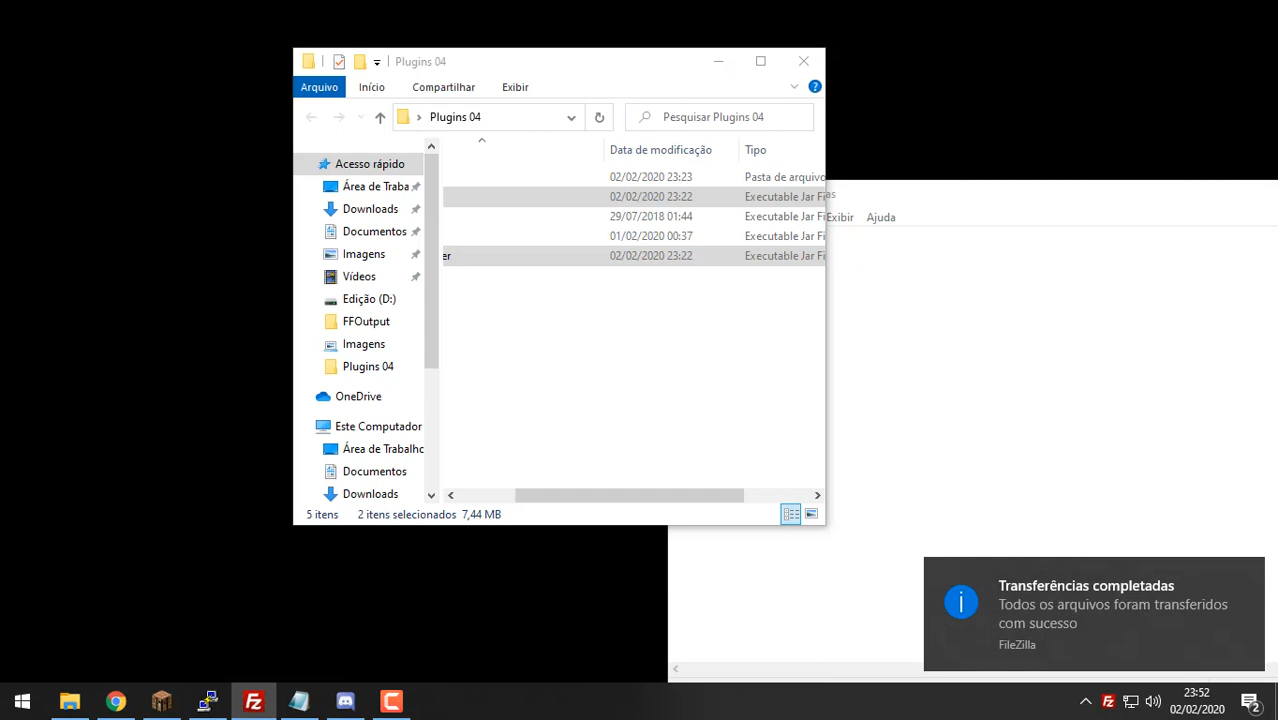 Plugins 04
Arquivo Início Compartilhar Exibir
Plugins 04
Pesquisar Plugins 04
Data de modificação Tipo
Acesso rápido
Área de Traba
Downloads
Documentos
Imagens
Vídeos
Edição (D:)
FFOutput
Imagens
Plugins 04
OneDrive
Este Computador
Área de Trabalho
Documentos
Downloads
02/02/2020 23:23 Pasta de arquivo
02/02/2020 23:22 Executable Jar Fi
29/07/2018 01:44 Executable Jar Fi
01/02/2020 00:37 Executable Jar Fi
er 02/02/2020 23:22 Executable Jar Fi
5 itens 2 itens selecionados 7,44 MB
as
Exibir Ajuda
Transferências completadas
Todos os arquivos foram transferidos
com sucesso
FileZilla
Fz
C
23:52
02/02/2020
2